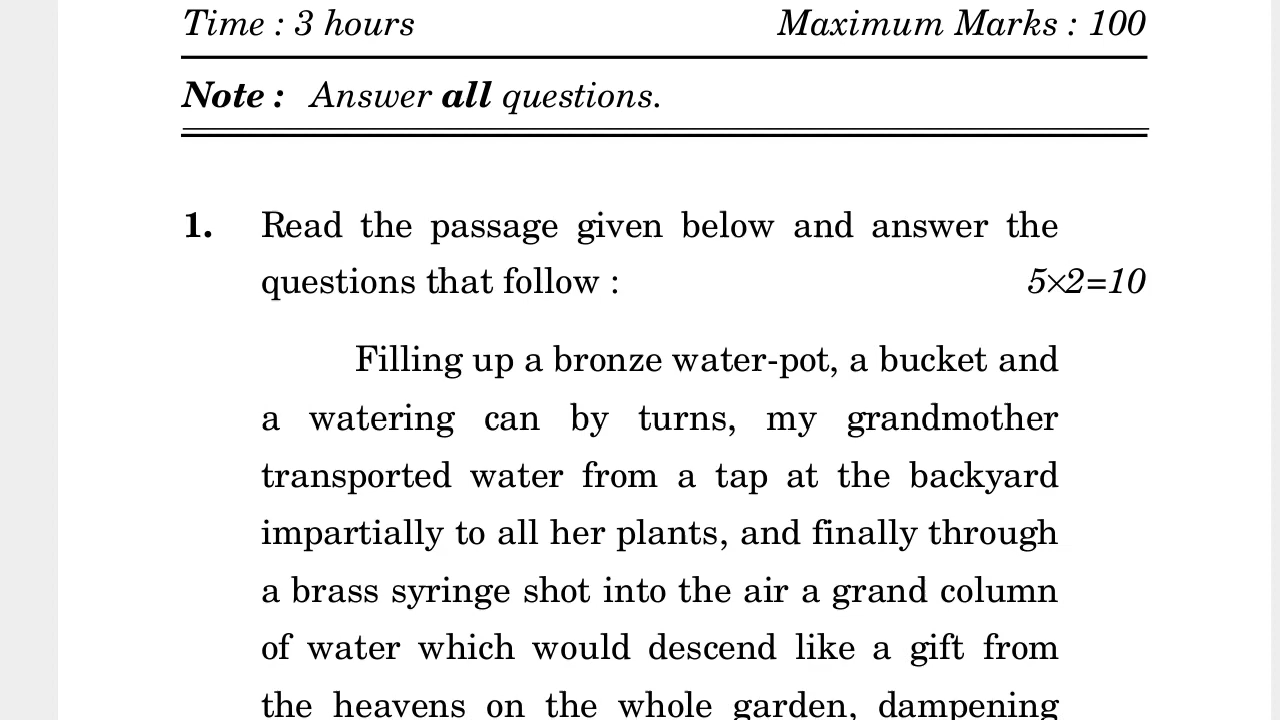 Time : 3 hours Maximum Marks : 100
Note : Answer all questions.
1. Read the passage given below and answer the
questions that follow : 5×2=10
Filling up a bronze water-pot, a bucket and
a watering can by turns, my grandmother
transported water from a tap at the backyard
impartially to all her plants, and finally through
a brass syringe shot into the air a grand column
of water which would descend like a gift from
the heavens on the whole garden, dampening